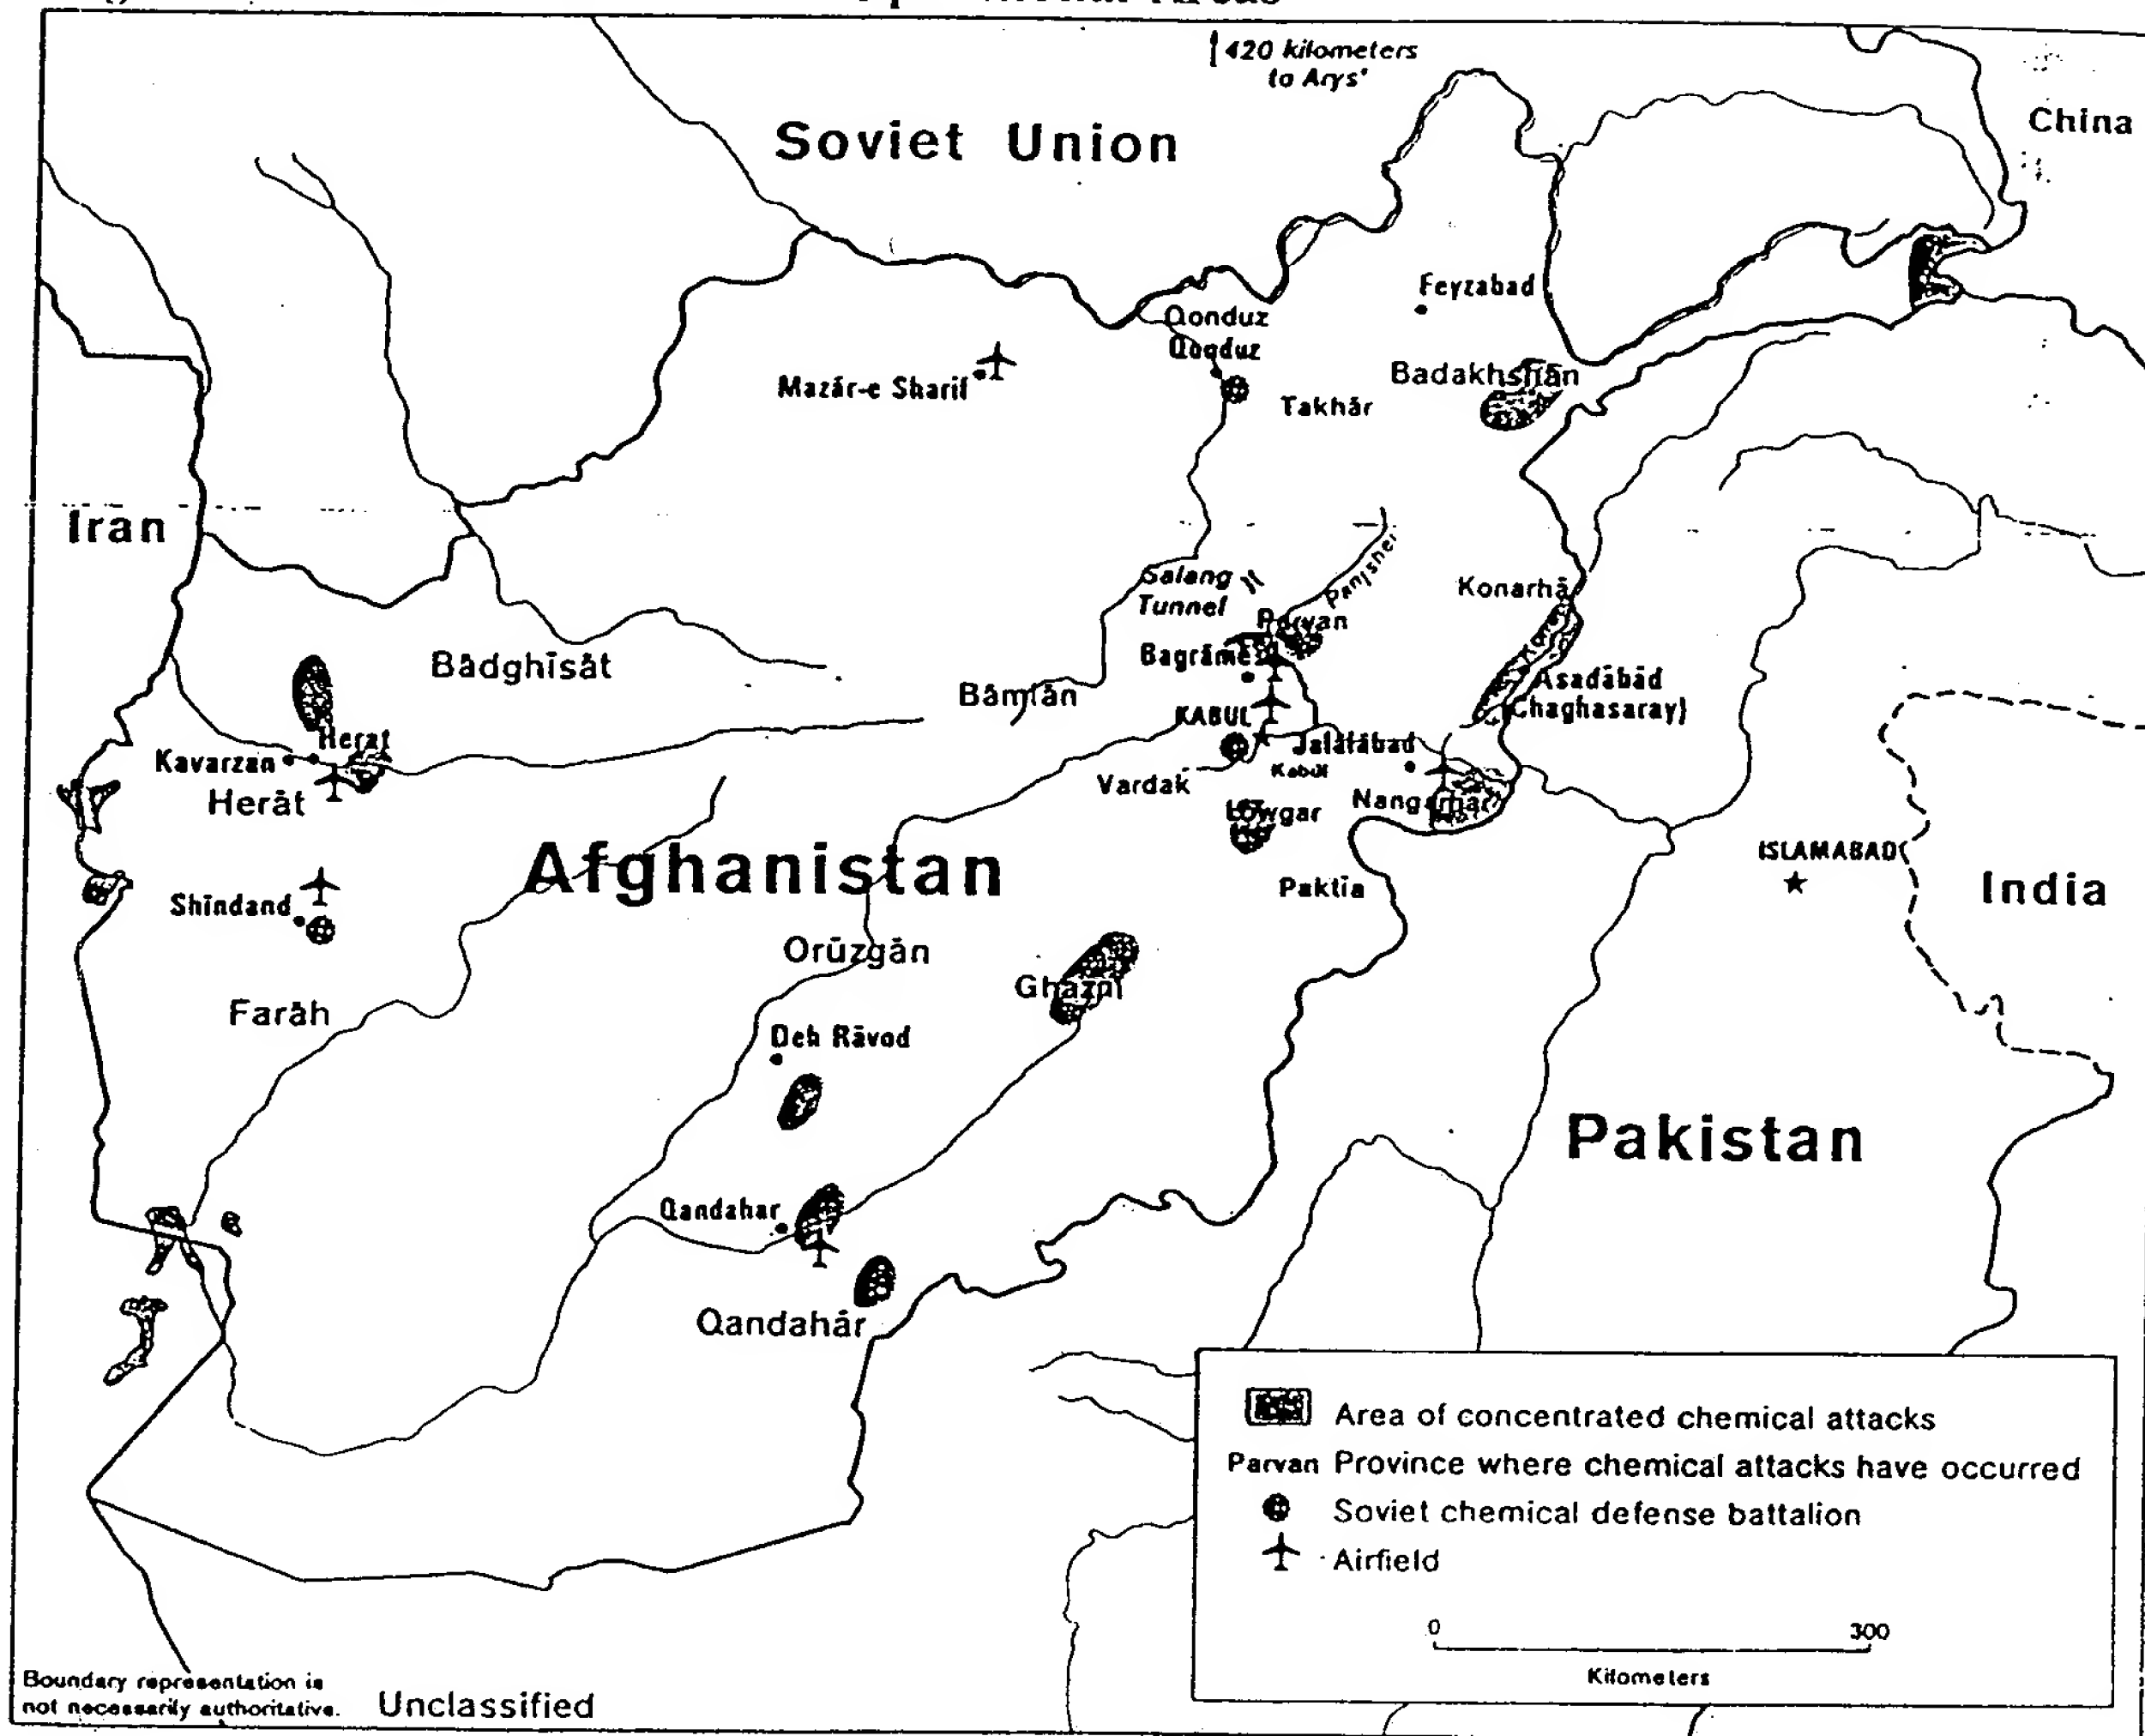 420 kilometers
to Arys'
Soviet Union
China
Feyzabad
Qonduz
Qonduz
Mazār-e Sharif
Badakhshān
Takhār
Iran
Salang
Tunnel
Panjsher
Konarhā
Parvan
Bagrāme
Bādghīsāt
Asadābād
(Chaghasaray)
Bāmīān
KABUL
Herat
Kavarzan
Jalālābād
Kabul
Vardak
Herāt
Nangarhar
Lowgar
ISLAMABAD
Afghanistan
India
Paktīa
Shīndand
Orūzgān
Ghaznī
Farāh
Deh Rāvod
Pakistan
Qandahar
Qandahār
Area of concentrated chemical attacks
Parvan Province where chemical attacks have occurred
Soviet chemical defense battalion
Airfield
0 300
Kilometers
Boundary representation is
not necessarily authoritative.
Unclassified